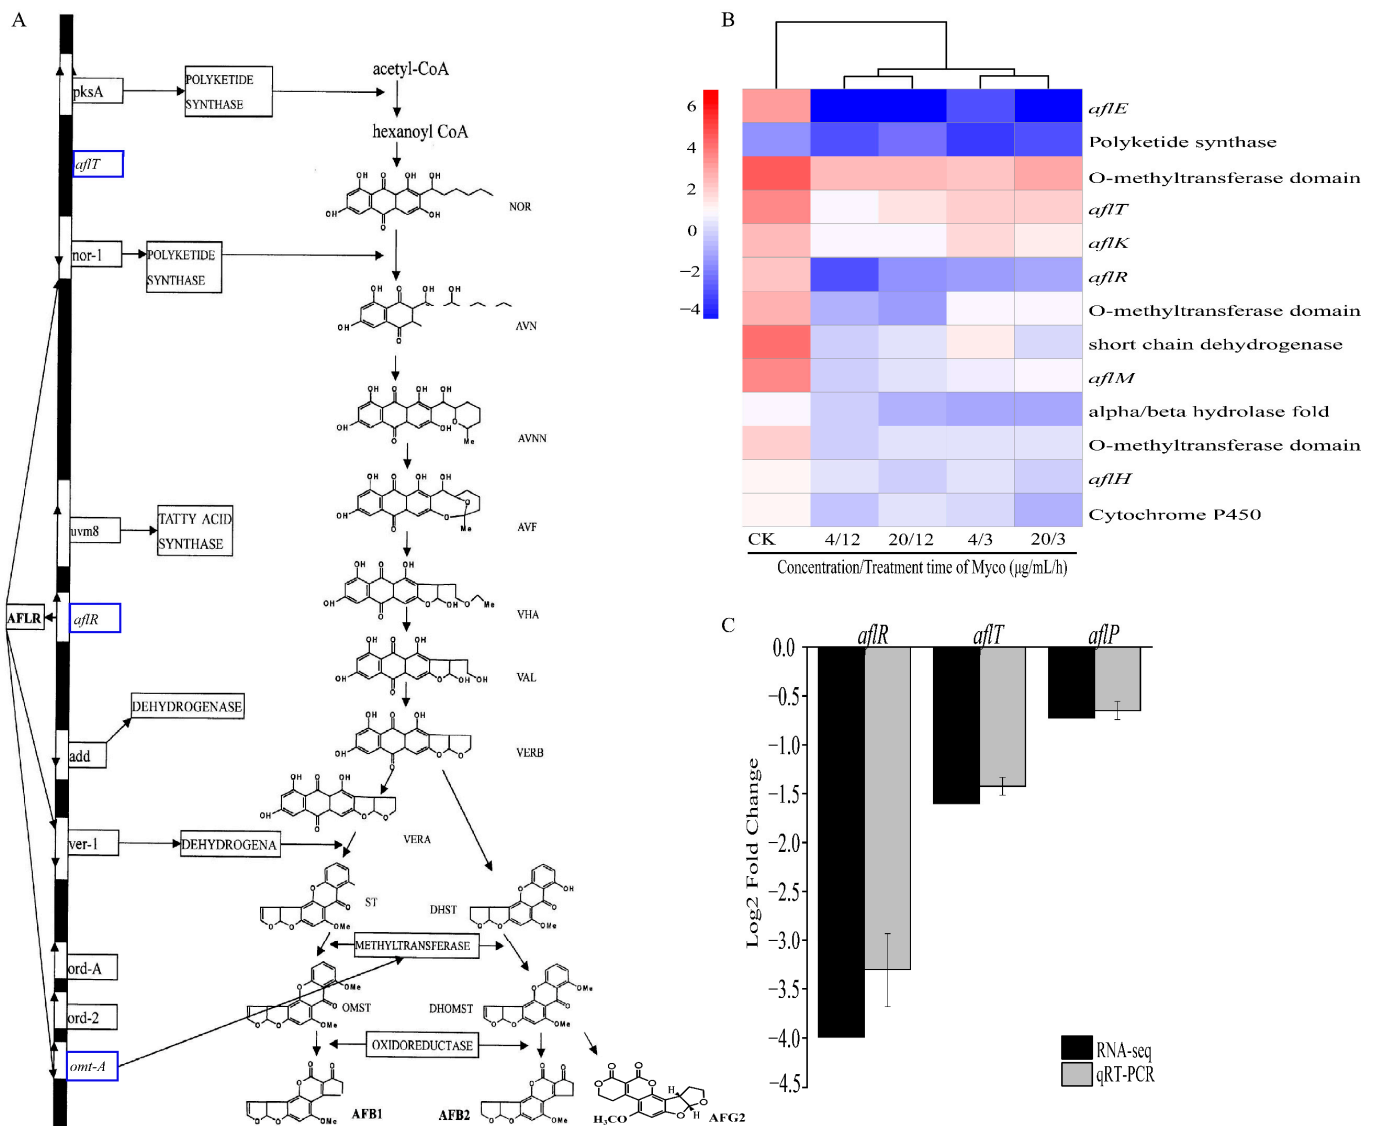 A
pksA
POLYKETIDE
SYNTHASE
acetyl-CoA
hexanoyl CoA
aflT
NOR
nor-1
POLYKETIDE
SYNTHASE
AVN
AVNN
AVF
uvm8
TATTY ACID
SYNTHASE
VHA
AFLR
aflR
VAL
DEHYDROGENASE
add
VERB
VERA
ver-1
DEHYDROGENA
ST
DHST
METHYLTRANSFERASE
ord-A
OMST
DHOMST
ord-2
OXIDOREDUCTASE
omt-A
AFB1
AFB2
H₃CO
AFG2
B
6
4
2
0
−2
−4
aflE
Polyketide synthase
O-methyltransferase domain
aflT
aflK
aflR
O-methyltransferase domain
short chain dehydrogenase
aflM
alpha/beta hydrolase fold
O-methyltransferase domain
aflH
Cytochrome P450
CK 4/12 20/12 4/3 20/3
Concentration/Treatment time of Myco (μg/mL/h)
C
aflR aflT aflP
0.0
−0.5
−1.0
−1.5
−2.0
−2.5
−3.0
−3.5
−4.0
−4.5
Log2 Fold Change
RNA-seq
qRT-PCR